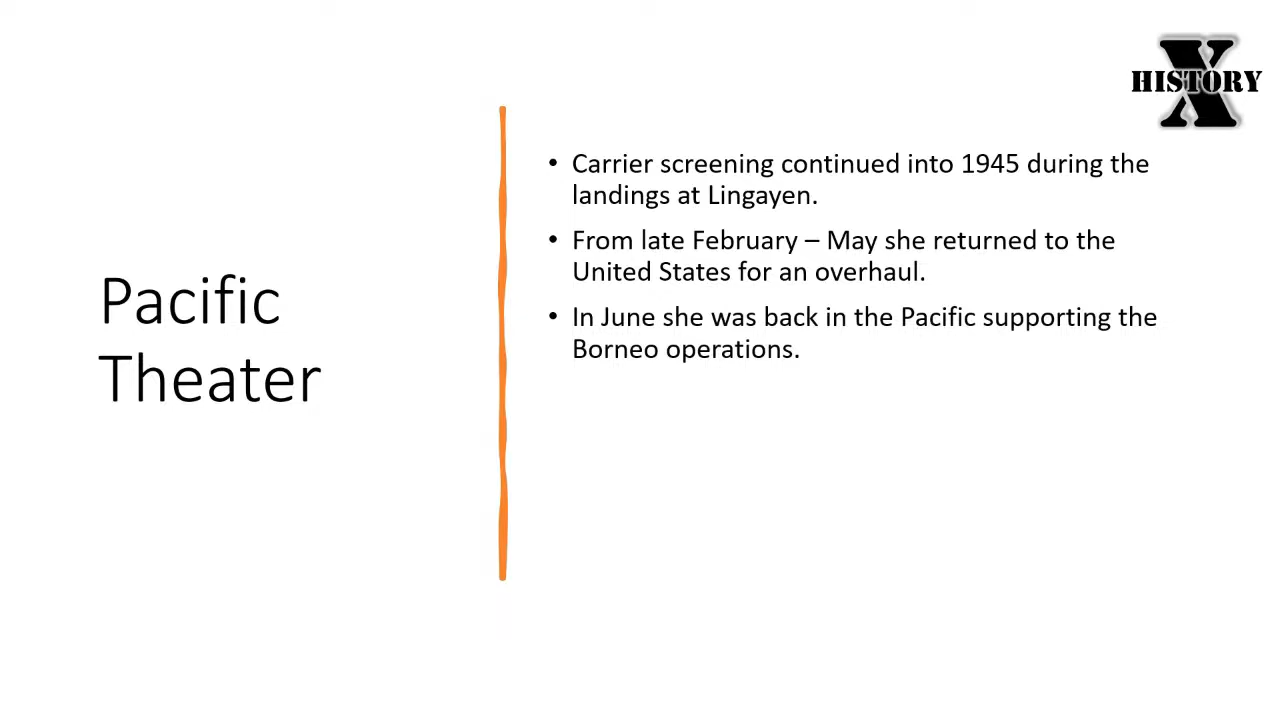 X
HISTORY
Pacific
Theater
• Carrier screening continued into 1945 during the
landings at Lingayen.
• From late February – May she returned to the
United States for an overhaul.
• In June she was back in the Pacific supporting the
Borneo operations.